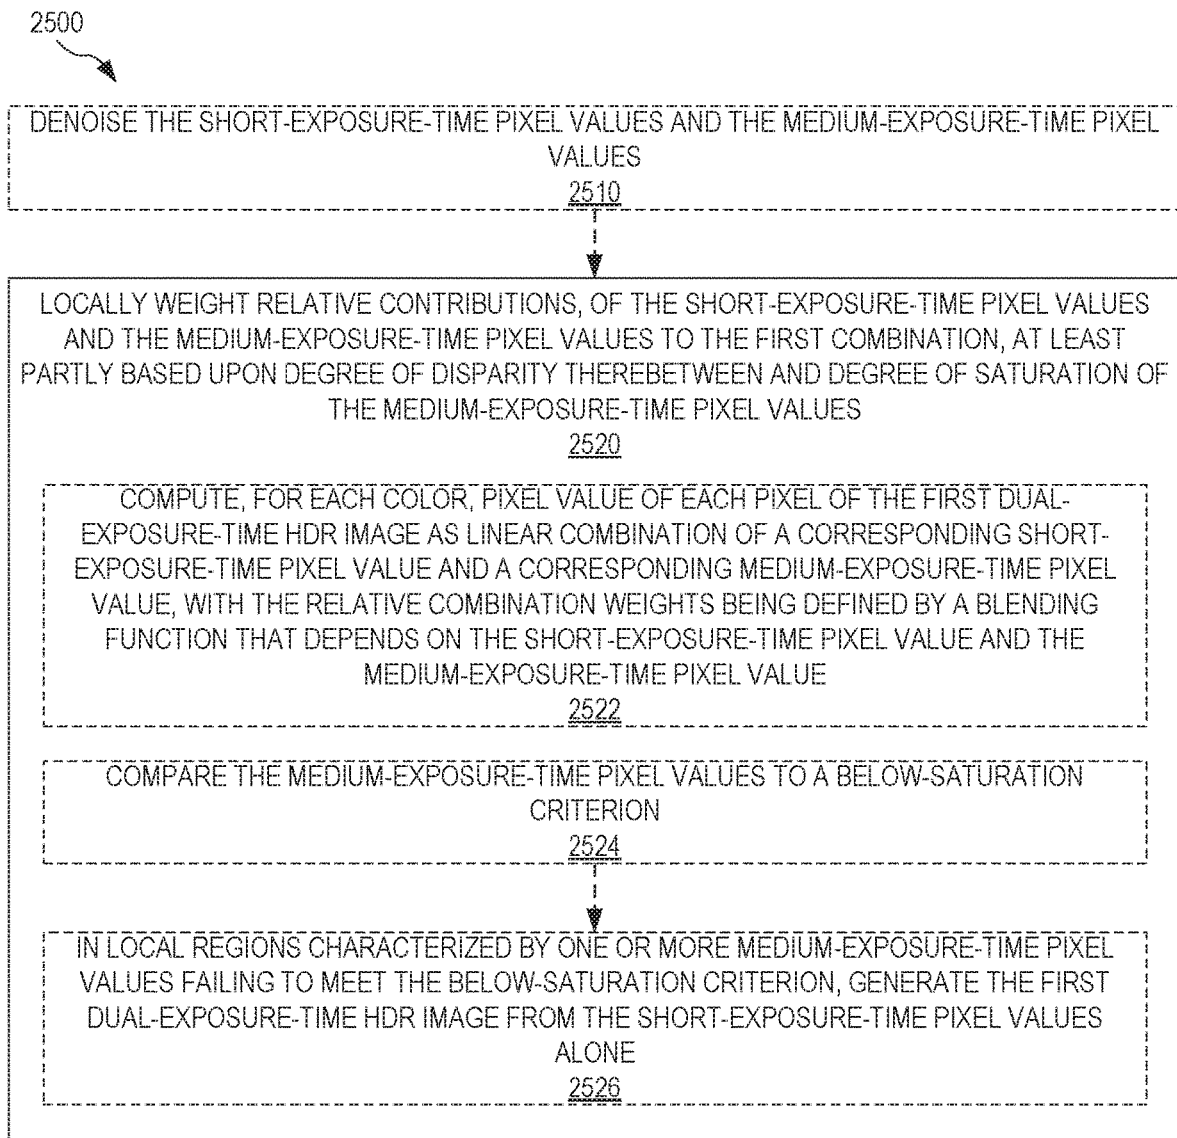 2500
DENOISE THE SHORT-EXPOSURE-TIME PIXEL VALUES AND THE MEDIUM-EXPOSURE-TIME PIXEL
VALUES
2510
LOCALLY WEIGHT RELATIVE CONTRIBUTIONS, OF THE SHORT-EXPOSURE-TIME PIXEL VALUES
AND THE MEDIUM-EXPOSURE-TIME PIXEL VALUES TO THE FIRST COMBINATION, AT LEAST
PARTLY BASED UPON DEGREE OF DISPARITY THEREBETWEEN AND DEGREE OF SATURATION OF
THE MEDIUM-EXPOSURE-TIME PIXEL VALUES
2520
COMPUTE, FOR EACH COLOR, PIXEL VALUE OF EACH PIXEL OF THE FIRST DUAL-
EXPOSURE-TIME HDR IMAGE AS LINEAR COMBINATION OF A CORRESPONDING SHORT-
EXPOSURE-TIME PIXEL VALUE AND A CORRESPONDING MEDIUM-EXPOSURE-TIME PIXEL
VALUE, WITH THE RELATIVE COMBINATION WEIGHTS BEING DEFINED BY A BLENDING
FUNCTION THAT DEPENDS ON THE SHORT-EXPOSURE-TIME PIXEL VALUE AND THE
MEDIUM-EXPOSURE-TIME PIXEL VALUE
2522
COMPARE THE MEDIUM-EXPOSURE-TIME PIXEL VALUES TO A BELOW-SATURATION
CRITERION
2524
IN LOCAL REGIONS CHARACTERIZED BY ONE OR MORE MEDIUM-EXPOSURE-TIME PIXEL
VALUES FAILING TO MEET THE BELOW-SATURATION CRITERION, GENERATE THE FIRST
DUAL-EXPOSURE-TIME HDR IMAGE FROM THE SHORT-EXPOSURE-TIME PIXEL VALUES
ALONE
2526